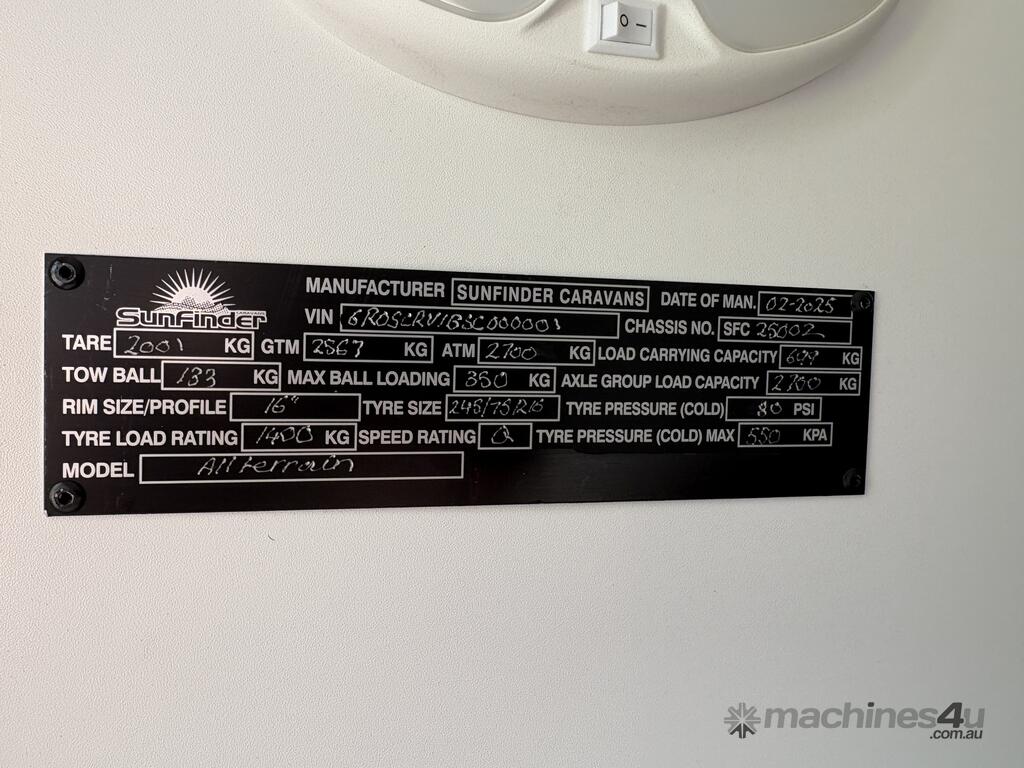 O I
SUNFINDER CARAVANS
MANUFACTURER SUNFINDER CARAVANS DATE OF MAN. 02-2025
VIN CHASSIS NO. SFC 25002
TARE 2001 KG GTM 2567 KG ATM 2700 KG LOAD CARRYING CAPACITY 699 KG
TOW BALL 133 KG MAX BALL LOADING 350 KG AXLE GROUP LOAD CAPACITY 2700 KG
RIM SIZE/PROFILE 16" TYRE SIZE 245/75/R16 TYRE PRESSURE (COLD) 80 PSI
TYRE LOAD RATING 1400 KG SPEED RATING Q TYRE PRESSURE (COLD) MAX 550 KPA
MODEL All terrain
machines4u
.com.au